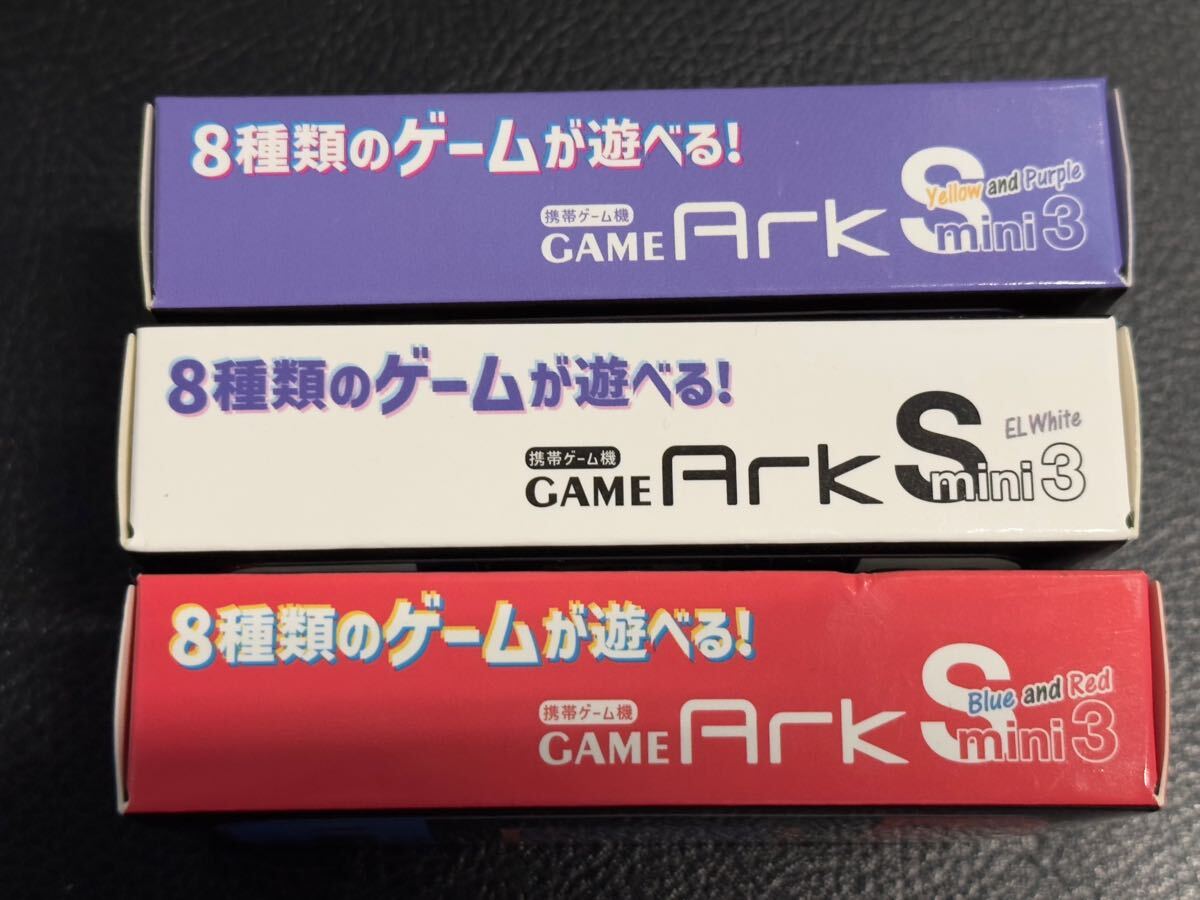 8種類のゲームが遊べる!
Yellow and Purple
携帯ゲーム機
GAME Ark S mini 3
8種類のゲームが遊べる!
EL White
携帯ゲーム機
GAME Ark S mini 3
8種類のゲームが遊べる!
Blue and Red
携帯ゲーム機
GAME Ark S mini 3